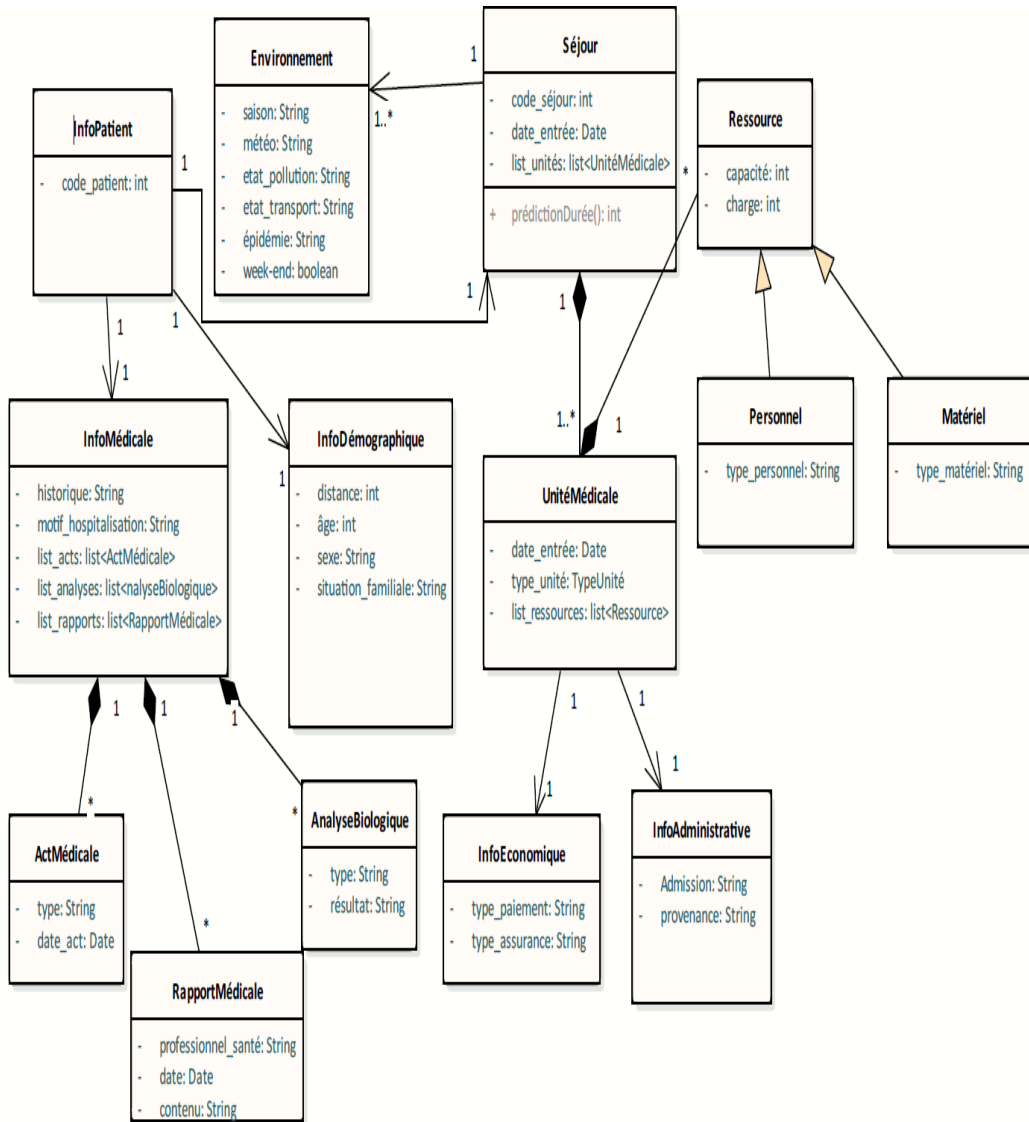 Environnement
- saison: String
- météo: String
- etat_pollution: String
- etat_transport: String
- épidémie: String
- week-end: boolean
1
1..*
Séjour
- code_séjour: int
- date_entrée: Date
- list_unités: list<UnitéMédicale>
+ prédictionDurée(): int
Ressource
- capacité: int
- charge: int
*
InfoPatient
- code_patient: int
1
1
1
1
1
1
1
1..*
1
1
Personnel
- type_personnel: String
Matériel
- type_matériel: String
InfoMédicale
- historique: String
- motif_hospitalisation: String
- list_acts: list<ActMédicale>
- list_analyses: list<nalyseBiologique>
- list_rapports: list<RapportMédicale>
InfoDémographique
- distance: int
- âge: int
- sexe: String
- situation_familiale: String
UnitéMédicale
- date_entrée: Date
- type_unité: TypeUnité
- list_ressources: list<Ressource>
1
1
1
1
1
1
1
*
*
*
ActMédicale
- type: String
- date_act: Date
AnalyseBiologique
- type: String
- résultat: String
InfoEconomique
- type_paiement: String
- type_assurance: String
InfoAdministrative
- Admission: String
- provenance: String
RapportMédicale
- professionnel_santé: String
- date: Date
- contenu: String